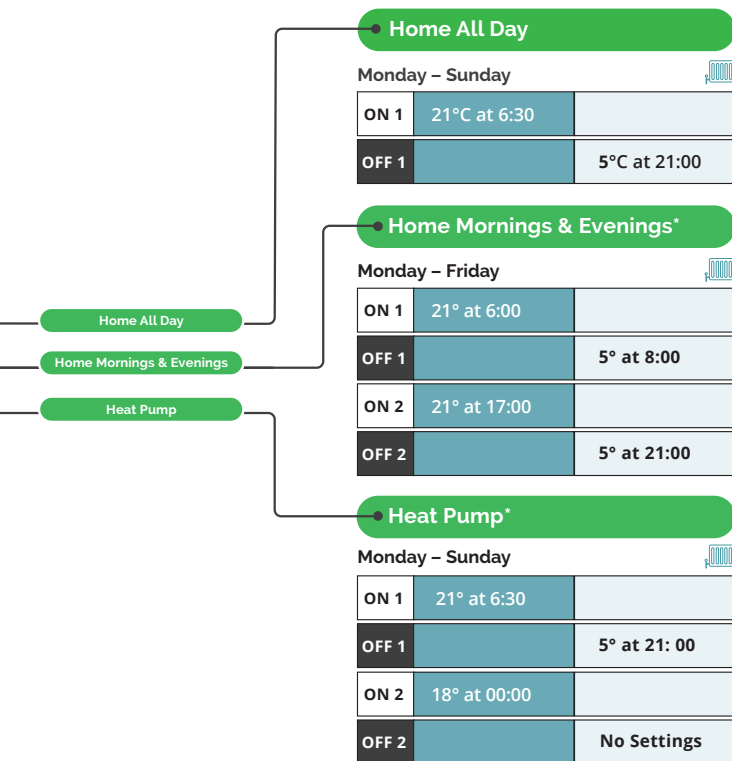 Home All Day
Monday – Sunday
ON 1 21°C at 6:30
OFF 1 5°C at 21:00
Home Mornings & Evenings*
Monday – Friday
ON 1 21° at 6:00
OFF 1 5° at 8:00
ON 2 21° at 17:00
OFF 2 5° at 21:00
Home All Day
Home Mornings & Evenings
Heat Pump
Heat Pump*
Monday – Sunday
ON 1 21° at 6:30
OFF 1 5° at 21: 00
ON 2 18° at 00:00
OFF 2 No Settings